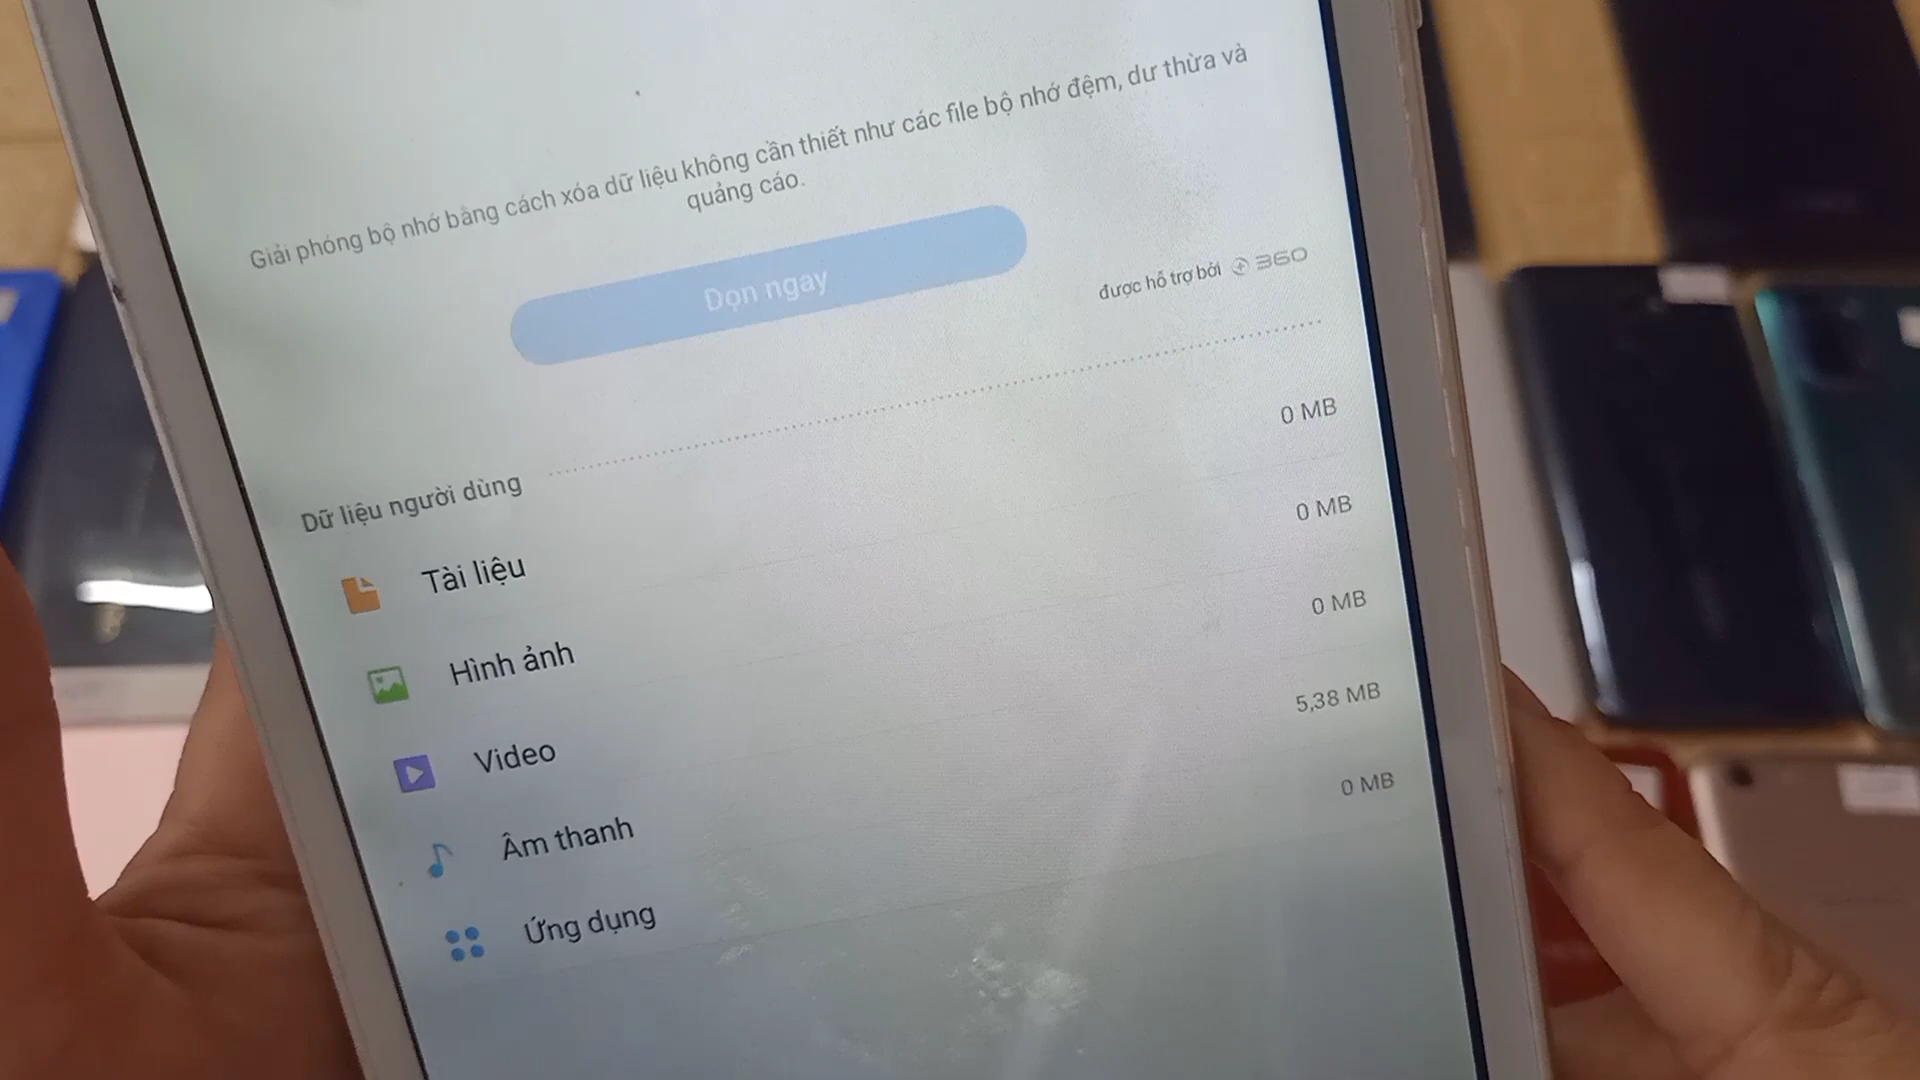 Giải phóng bộ nhớ bằng cách xóa dữ liệu không cần thiết như các file bộ nhớ đệm, dư thừa và
quảng cáo.
Dọn ngay
được hỗ trợ bởi 360
Dữ liệu người dùng
Tài liệu 0 MB
Hình ảnh 0 MB
Video 0 MB
Âm thanh 5,38 MB
Ứng dụng 0 MB